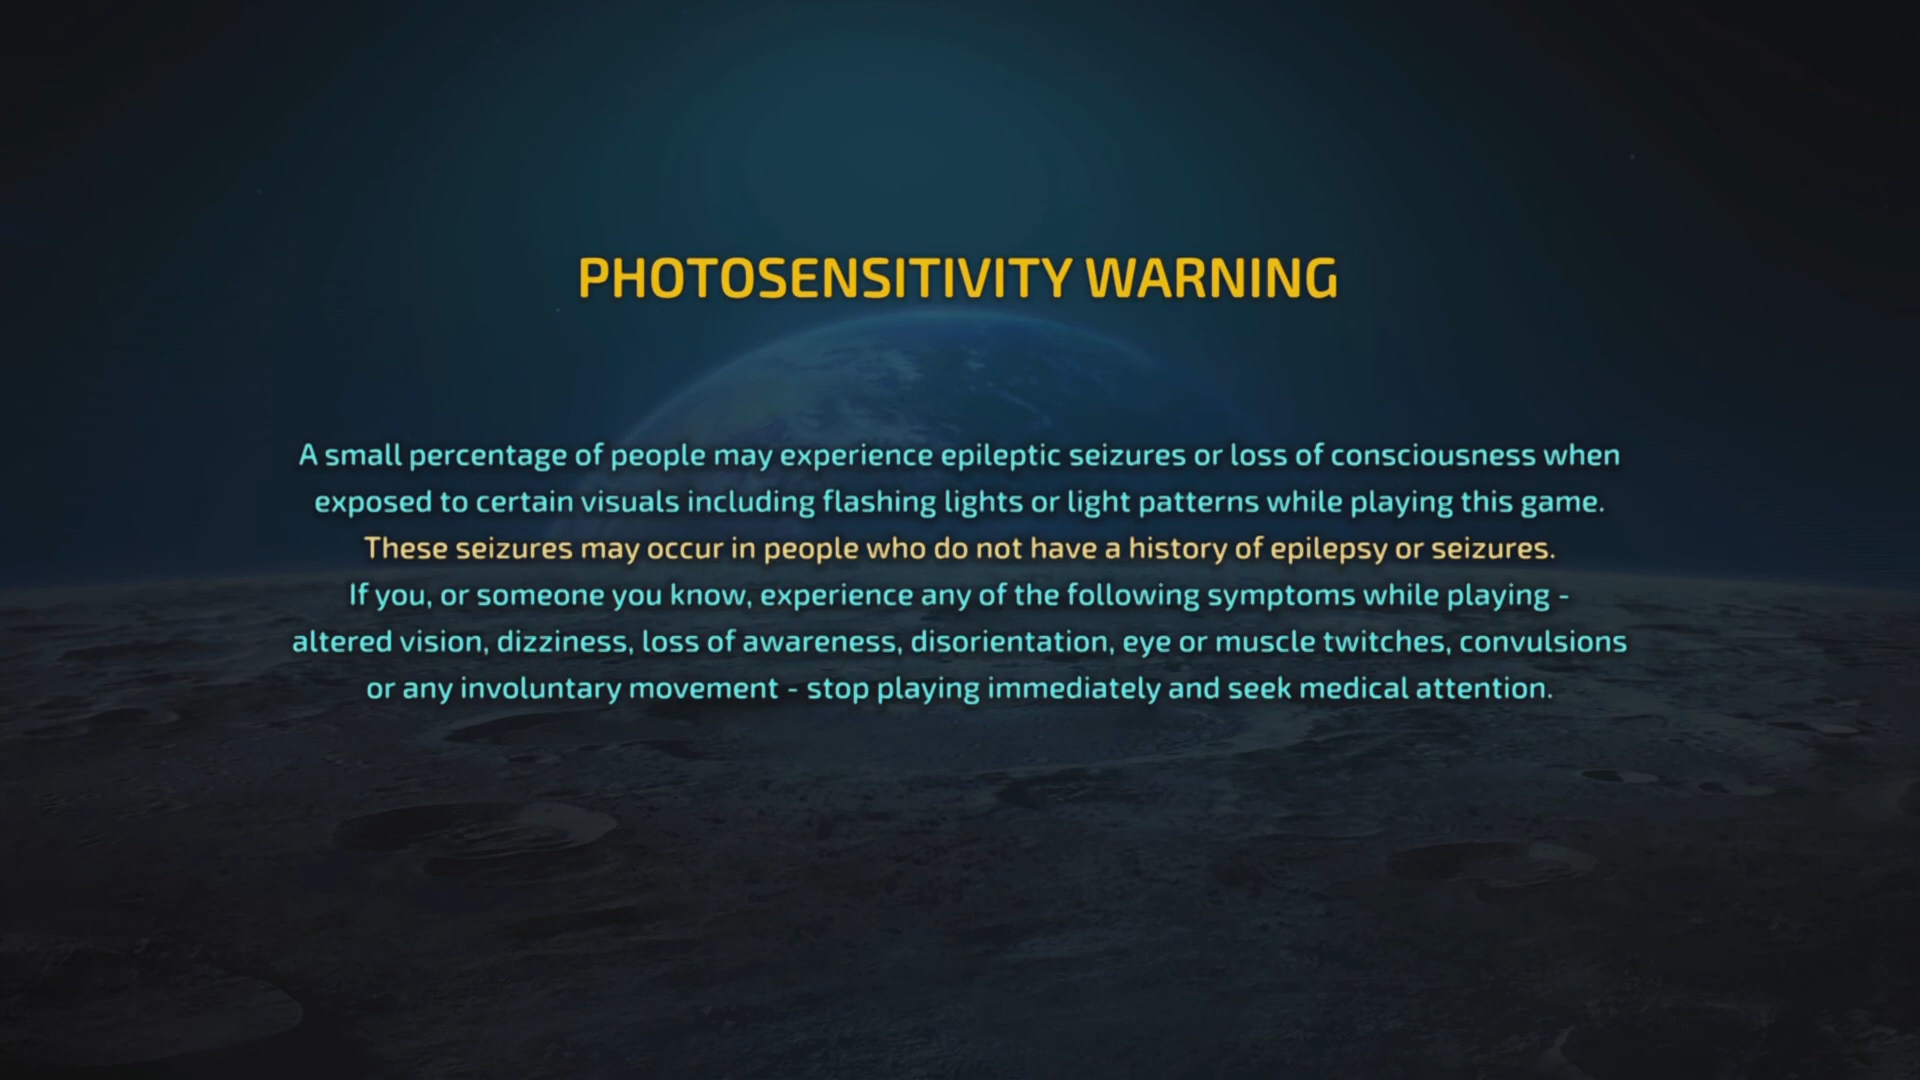 PHOTOSENSITIVITY WARNING
A small percentage of people may experience epileptic seizures or loss of consciousness when
exposed to certain visuals including flashing lights or light patterns while playing this game.
These seizures may occur in people who do not have a history of epilepsy or seizures.
If you, or someone you know, experience any of the following symptoms while playing -
altered vision, dizziness, loss of awareness, disorientation, eye or muscle twitches, convulsions
or any involuntary movement - stop playing immediately and seek medical attention.